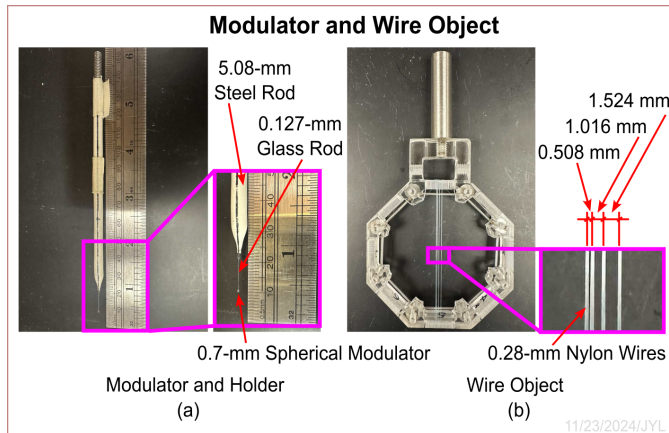 Modulator and Wire Object
5.08-mm
Steel Rod
0.127-mm
Glass Rod
1.524 mm
1.016 mm
0.508 mm
0.7-mm Spherical Modulator
0.28-mm Nylon Wires
Modulator and Holder
Wire Object
(a)
(b)
11/23/2024/JYL